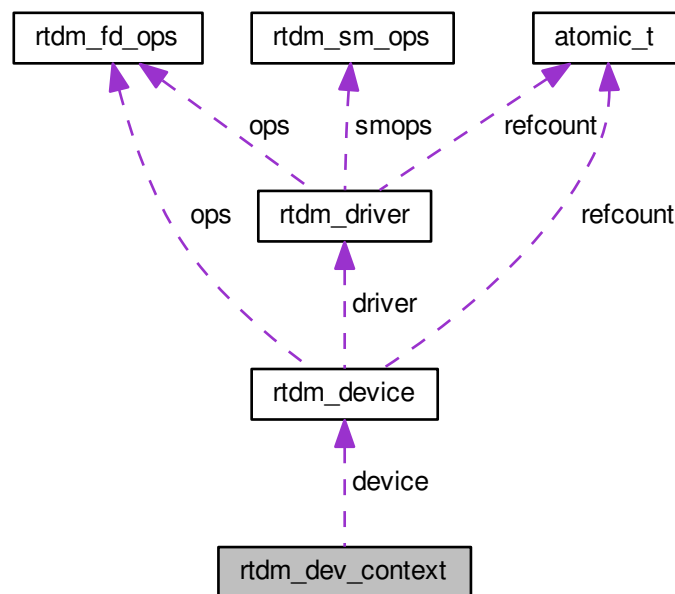 rtdm_fd_ops
rtdm_sm_ops
atomic_t
ops
smops
refcount
rtdm_driver
ops
refcount
driver
rtdm_device
device
rtdm_dev_context